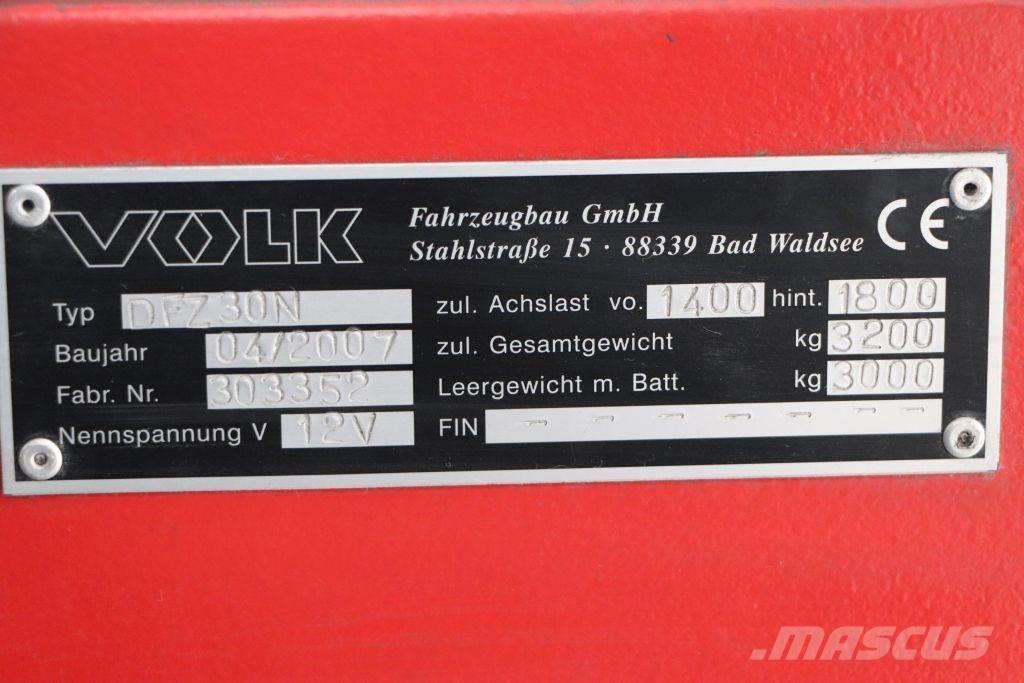 VOLK
Fahrzeugbau GmbH
Stahlstraße 15 · 88339 Bad Waldsee
CE
Typ DFZ30N
Baujahr 04/2007
Fabr. Nr. 303352
Nennspannung V 12V
zul. Achslast vo. 1400 hint. 1800
zul. Gesamtgewicht kg 3200
Leergewicht m. Batt. kg 3000
FIN - - - - - - -
MASCUS